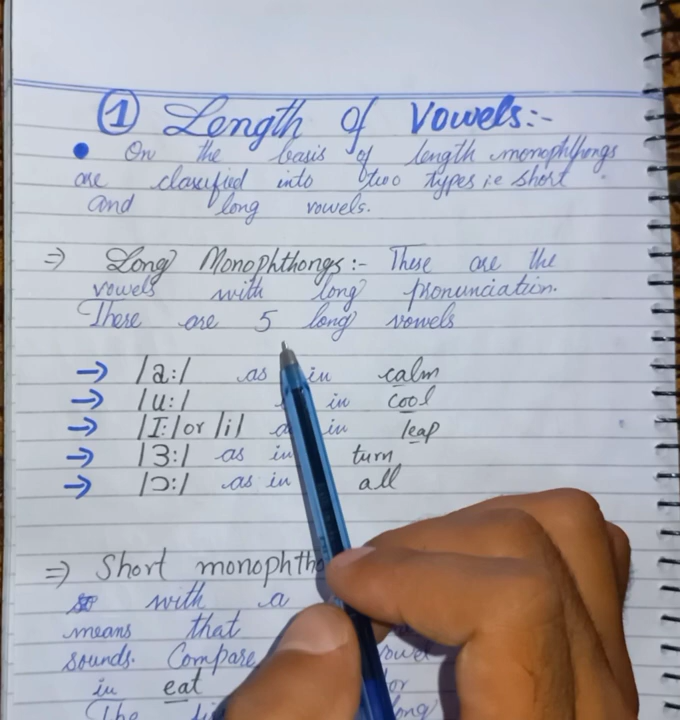 ① Length of Vowels:-
• On the basis of length monophthongs
are classified into two types i.e short
and long vowels.
⇒ Long Monophthongs:- These are the
vowels with long pronunciation.
There are 5 long vowels
→ /a:/ as in calm
→ /u:/ in cool
→ /I:/ or /i/ in leap
→ /3:/ as in turn
→ /ɔ:/ as in all
⇒ Short
with a
means that
sounds. Compare
in eat
The